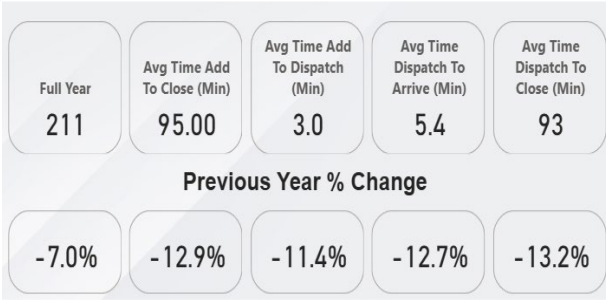 Full Year
211
Avg Time Add
To Close (Min)
95.00
Avg Time Add
To Dispatch
(Min)
3.0
Avg Time
Dispatch To
Arrive (Min)
5.4
Avg Time
Dispatch To
Close (Min)
93
Previous Year % Change
-7.0%
-12.9%
-11.4%
-12.7%
-13.2%